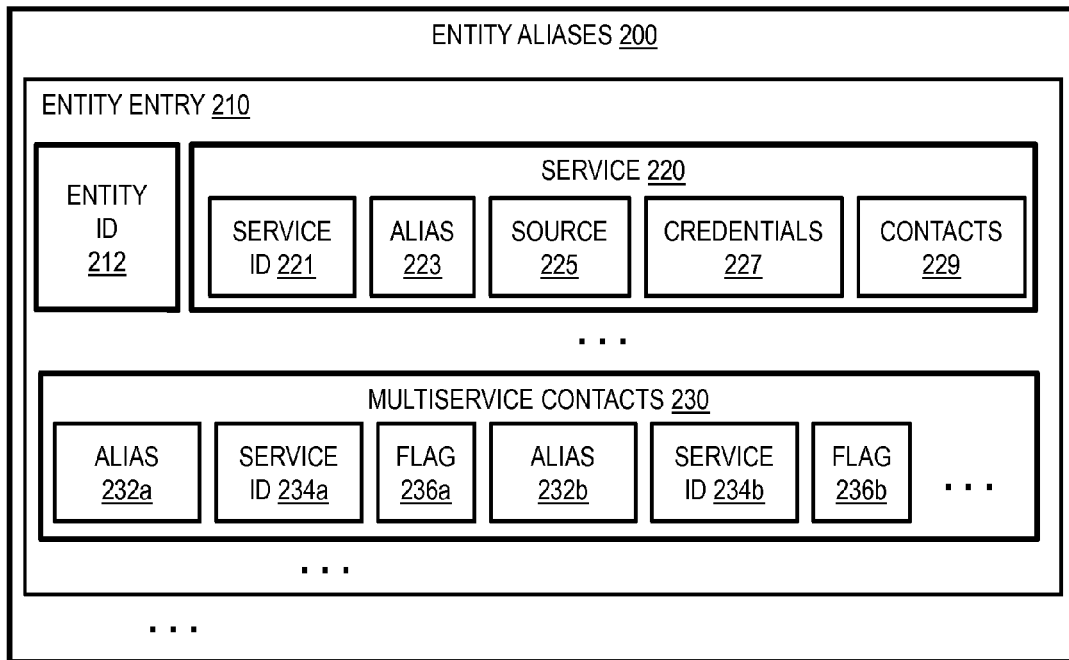 ENTITY ALIASES 200
ENTITY ENTRY 210
ENTITY
ID
212
SERVICE 220
SERVICE
ID 221
ALIAS
223
SOURCE
225
CREDENTIALS
227
CONTACTS
229
. . .
MULTISERVICE CONTACTS 230
ALIAS
232a
SERVICE
ID 234a
FLAG
236a
ALIAS
232b
SERVICE
ID 234b
FLAG
236b
. . .
. . .
. . .